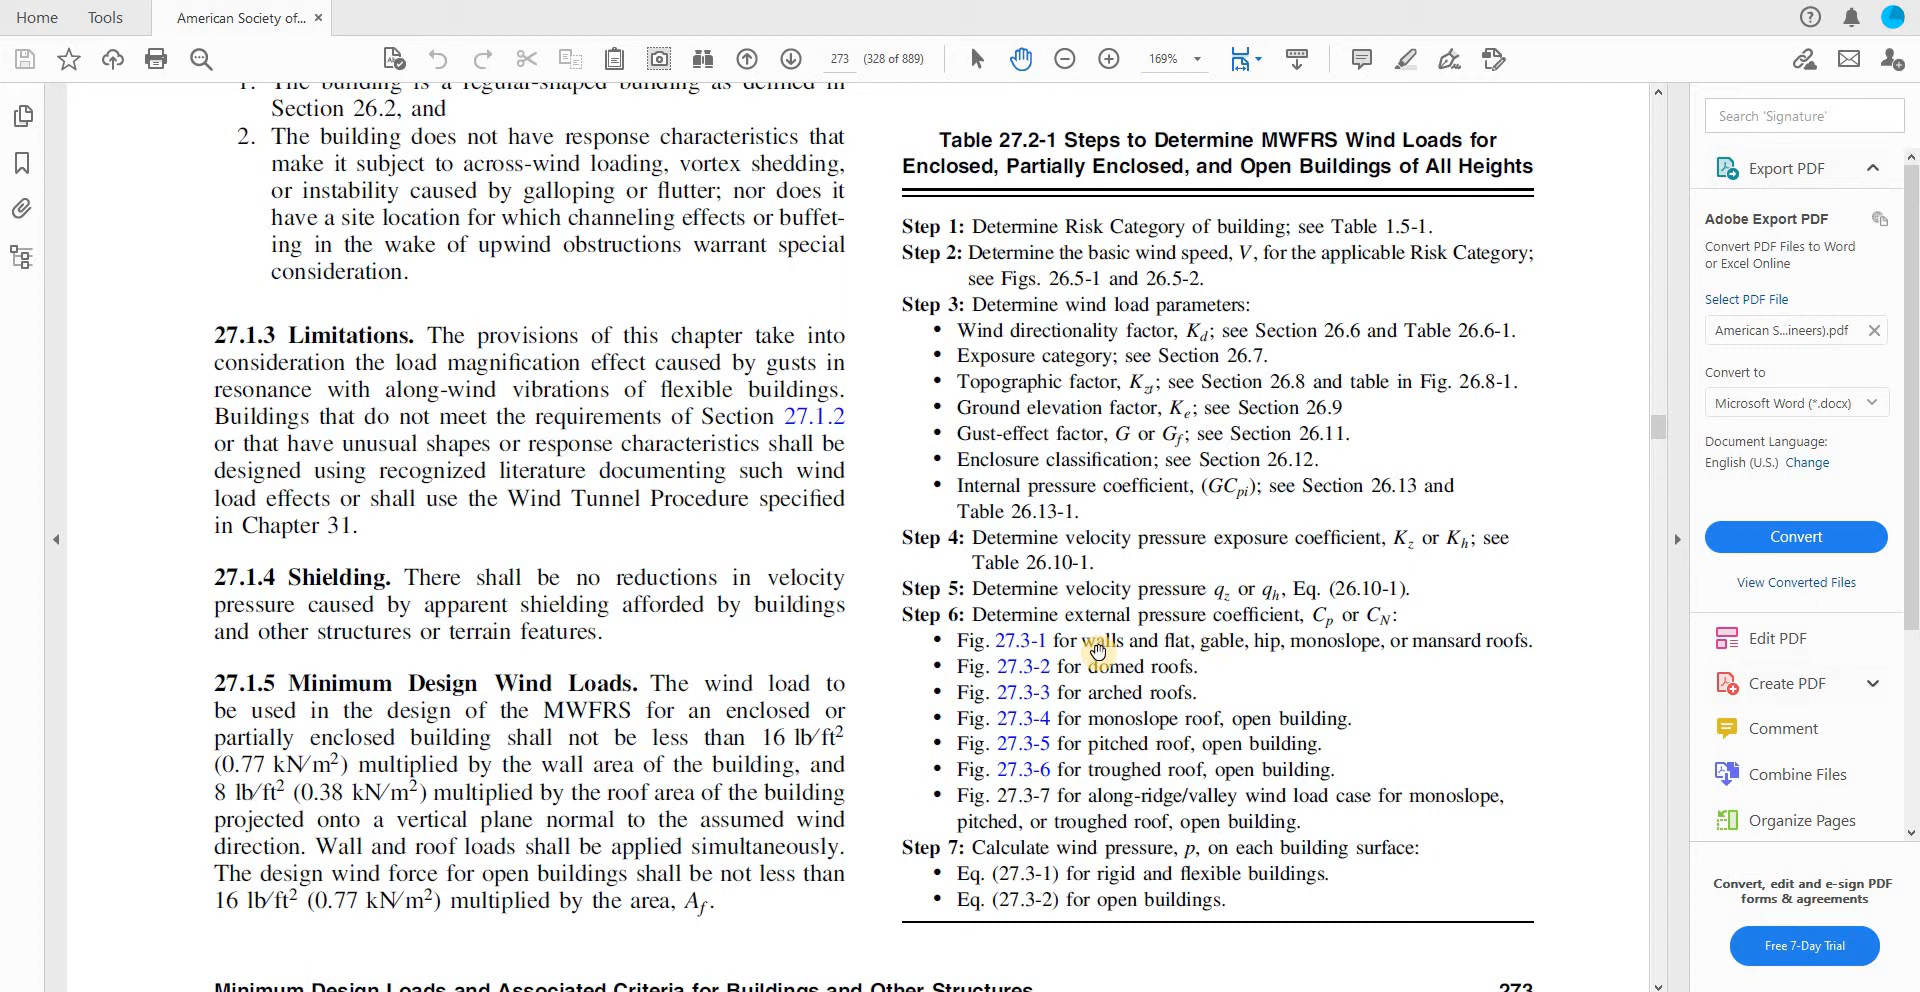 Home
Tools
American Society of...
273
(328 of 889)
169%
1. The building is a regular-shaped building as defined in
Section 26.2, and
2. The building does not have response characteristics that
make it subject to across-wind loading, vortex shedding,
or instability caused by galloping or flutter; nor does it
have a site location for which channeling effects or buffet-
ing in the wake of upwind obstructions warrant special
consideration.
27.1.3 Limitations. The provisions of this chapter take into
consideration the load magnification effect caused by gusts in
resonance with along-wind vibrations of flexible buildings.
Buildings that do not meet the requirements of Section 27.1.2
or that have unusual shapes or response characteristics shall be
designed using recognized literature documenting such wind
load effects or shall use the Wind Tunnel Procedure specified
in Chapter 31.
27.1.4 Shielding. There shall be no reductions in velocity
pressure caused by apparent shielding afforded by buildings
and other structures or terrain features.
27.1.5 Minimum Design Wind Loads. The wind load to
be used in the design of the MWFRS for an enclosed or
partially enclosed building shall not be less than 16 lb/ft²
(0.77 kN/m²) multiplied by the wall area of the building, and
8 lb/ft² (0.38 kN/m²) multiplied by the roof area of the building
projected onto a vertical plane normal to the assumed wind
direction. Wall and roof loads shall be applied simultaneously.
The design wind force for open buildings shall be not less than
16 lb/ft² (0.77 kN/m²) multiplied by the area, Af.
Table 27.2-1 Steps to Determine MWFRS Wind Loads for
Enclosed, Partially Enclosed, and Open Buildings of All Heights
Step 1: Determine Risk Category of building; see Table 1.5-1.
Step 2: Determine the basic wind speed, V, for the applicable Risk Category;
see Figs. 26.5-1 and 26.5-2.
Step 3: Determine wind load parameters:
• Wind directionality factor, Kd; see Section 26.6 and Table 26.6-1.
• Exposure category; see Section 26.7.
• Topographic factor, Kzt; see Section 26.8 and table in Fig. 26.8-1.
• Ground elevation factor, Ke; see Section 26.9
• Gust-effect factor, G or Gf; see Section 26.11.
• Enclosure classification; see Section 26.12.
• Internal pressure coefficient, (GCpi); see Section 26.13 and
Table 26.13-1.
Step 4: Determine velocity pressure exposure coefficient, Kz or Kh; see
Table 26.10-1.
Step 5: Determine velocity pressure qz or qh, Eq. (26.10-1).
Step 6: Determine external pressure coefficient, Cp or CN:
• Fig. 27.3-1 for walls and flat, gable, hip, monoslope, or mansard roofs.
• Fig. 27.3-2 for domed roofs.
• Fig. 27.3-3 for arched roofs.
• Fig. 27.3-4 for monoslope roof, open building.
• Fig. 27.3-5 for pitched roof, open building.
• Fig. 27.3-6 for troughed roof, open building.
• Fig. 27.3-7 for along-ridge/valley wind load case for monoslope,
pitched, or troughed roof, open building.
Step 7: Calculate wind pressure, p, on each building surface:
• Eq. (27.3-1) for rigid and flexible buildings.
• Eq. (27.3-2) for open buildings.
Minimum Design Loads and Associated Criteria for Buildings and Other Structures
273
Search 'Signature'
Export PDF
Adobe Export PDF
Convert PDF Files to Word
or Excel Online
Select PDF File
American S...ineers).pdf
Convert to
Microsoft Word (*.docx)
Document Language:
English (U.S.) Change
Convert
View Converted Files
Edit PDF
Create PDF
Comment
Combine Files
Organize Pages
Convert, edit and e-sign PDF
forms & agreements
Free 7-Day Trial